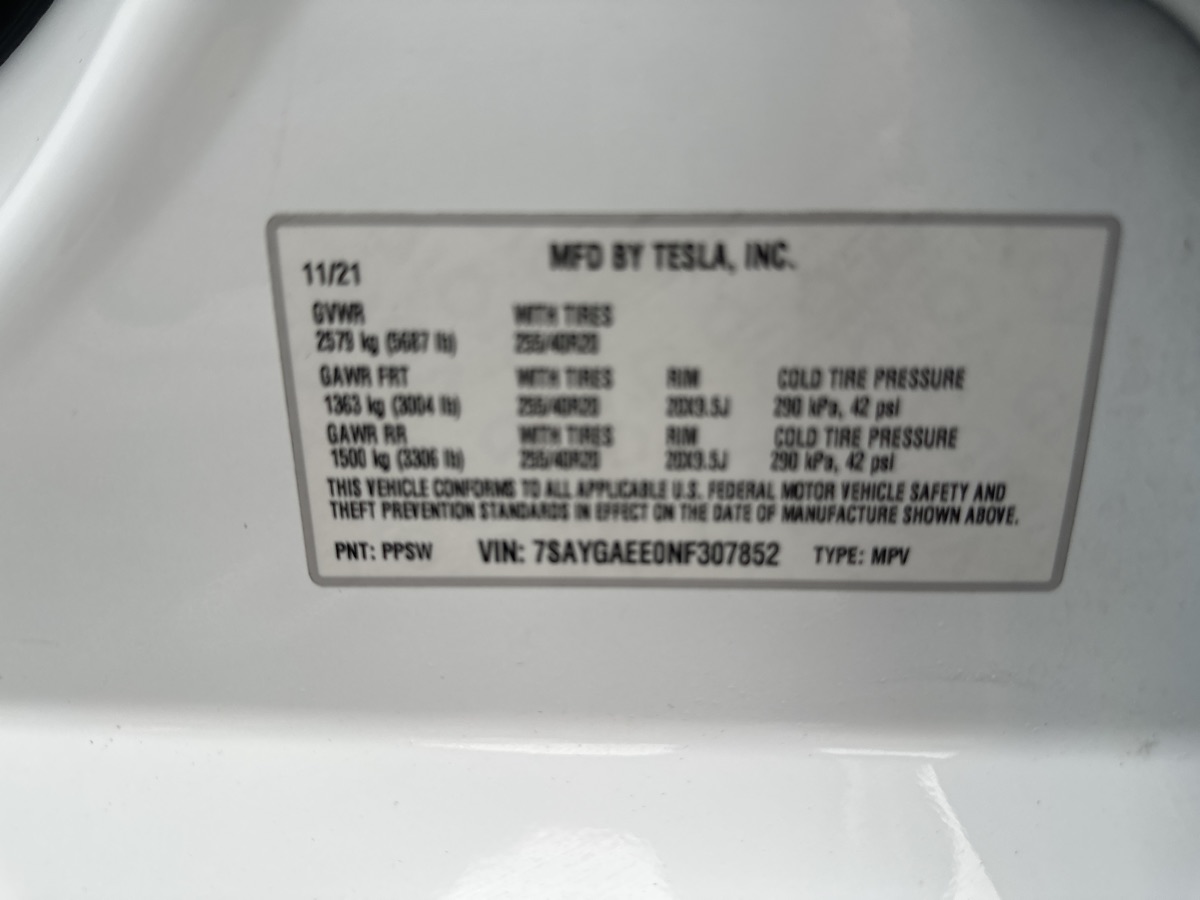 MFD BY TESLA, INC.
11/21
GVWR WITH TIRES
2579 kg (5687 lb) 255/40R20
GAWR FRT WITH TIRES RIM COLD TIRE PRESSURE
1363 kg (3004 lb) 255/40R20 20X9.5J 290 kPa, 42 psi
GAWR RR WITH TIRES RIM COLD TIRE PRESSURE
1500 kg (3306 lb) 255/40R20 20X9.5J 290 kPa, 42 psi
THIS VEHICLE CONFORMS TO ALL APPLICABLE U.S. FEDERAL MOTOR VEHICLE SAFETY AND
THEFT PREVENTION STANDARDS IN EFFECT ON THE DATE OF MANUFACTURE SHOWN ABOVE.
PNT: PPSW VIN: 7SAYGAEE0NF307852 TYPE: MPV